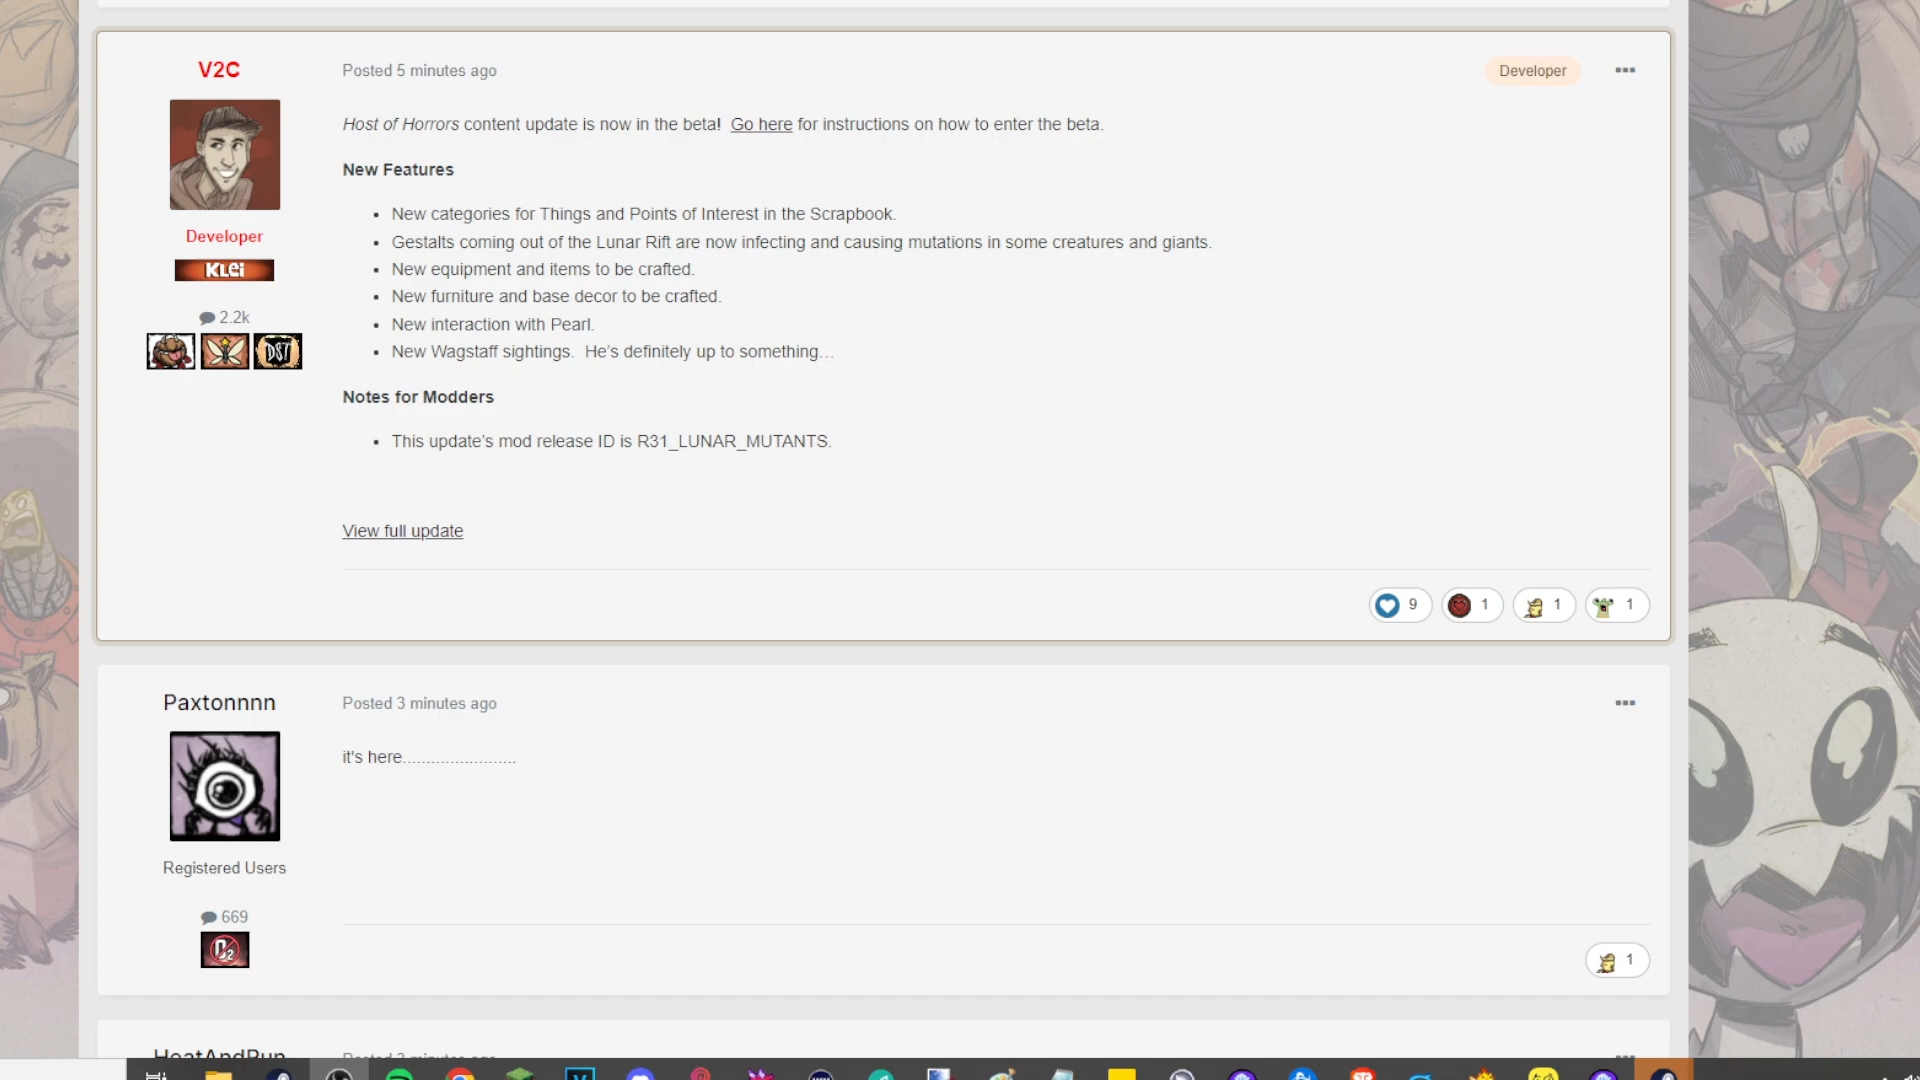 V2C
Posted 5 minutes ago
Developer
Host of Horrors content update is now in the beta!  Go here for instructions on how to enter the beta.
New Features
New categories for Things and Points of Interest in the Scrapbook.
Gestalts coming out of the Lunar Rift are now infecting and causing mutations in some creatures and giants.
New equipment and items to be crafted.
New furniture and base decor to be crafted.
New interaction with Pearl.
New Wagstaff sightings.  He's definitely up to something…
Developer
KLei
2.2k
DST
Notes for Modders
This update's mod release ID is R31_LUNAR_MUTANTS.
View full update
9
1
1
1
Paxtonnnn
Posted 3 minutes ago
it's here........................
Registered Users
669
1
HeatAndRun
Posted 2 minutes ago